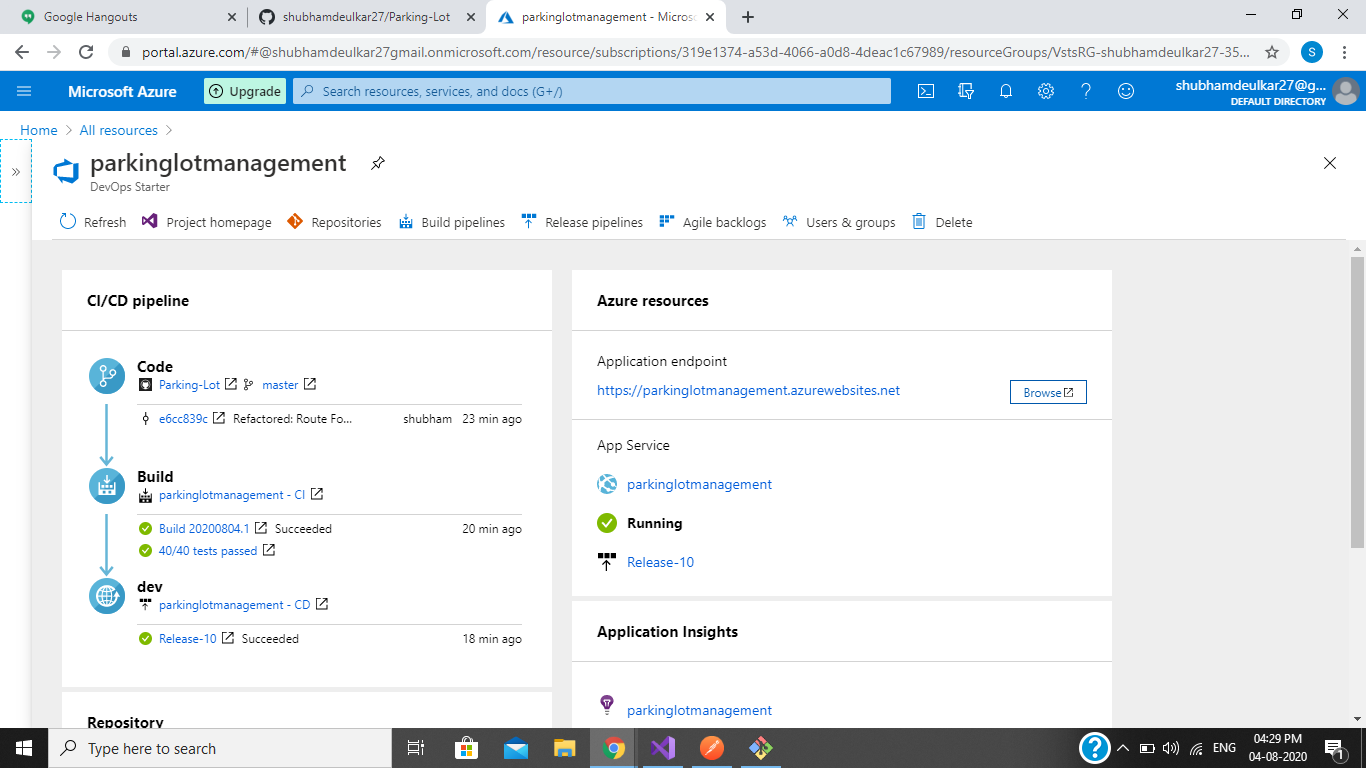 Google Hangouts
shubhamdeulkar27/Parking-Lot
parkinglotmanagement - Micros
portal.azure.com/#@shubhamdeulkar27gmail.onmicrosoft.com/resource/subscriptions/319e1374-a53d-4066-a0d8-4deac1c67989/resourceGroups/VstsRG-shubhamdeulkar27-35...
S
Microsoft Azure
Upgrade
Search resources, services, and docs (G+/)
shubhamdeulkar27@g...
DEFAULT DIRECTORY
Home > All resources >
»
parkinglotmanagement
DevOps Starter
Refresh Project homepage Repositories Build pipelines Release pipelines Agile backlogs Users & groups Delete
CI/CD pipeline
Code
Parking-Lot master
e6cc839c Refactored: Route Fo... shubham 23 min ago
Build
parkinglotmanagement - CI
Build 20200804.1 Succeeded 20 min ago
40/40 tests passed
dev
parkinglotmanagement - CD
Release-10 Succeeded 18 min ago
Repository
Azure resources
Application endpoint
https://parkinglotmanagement.azurewebsites.net
Browse
App Service
parkinglotmanagement
Running
Release-10
Application Insights
parkinglotmanagement
Type here to search
ENG
04:29 PM
04-08-2020
1